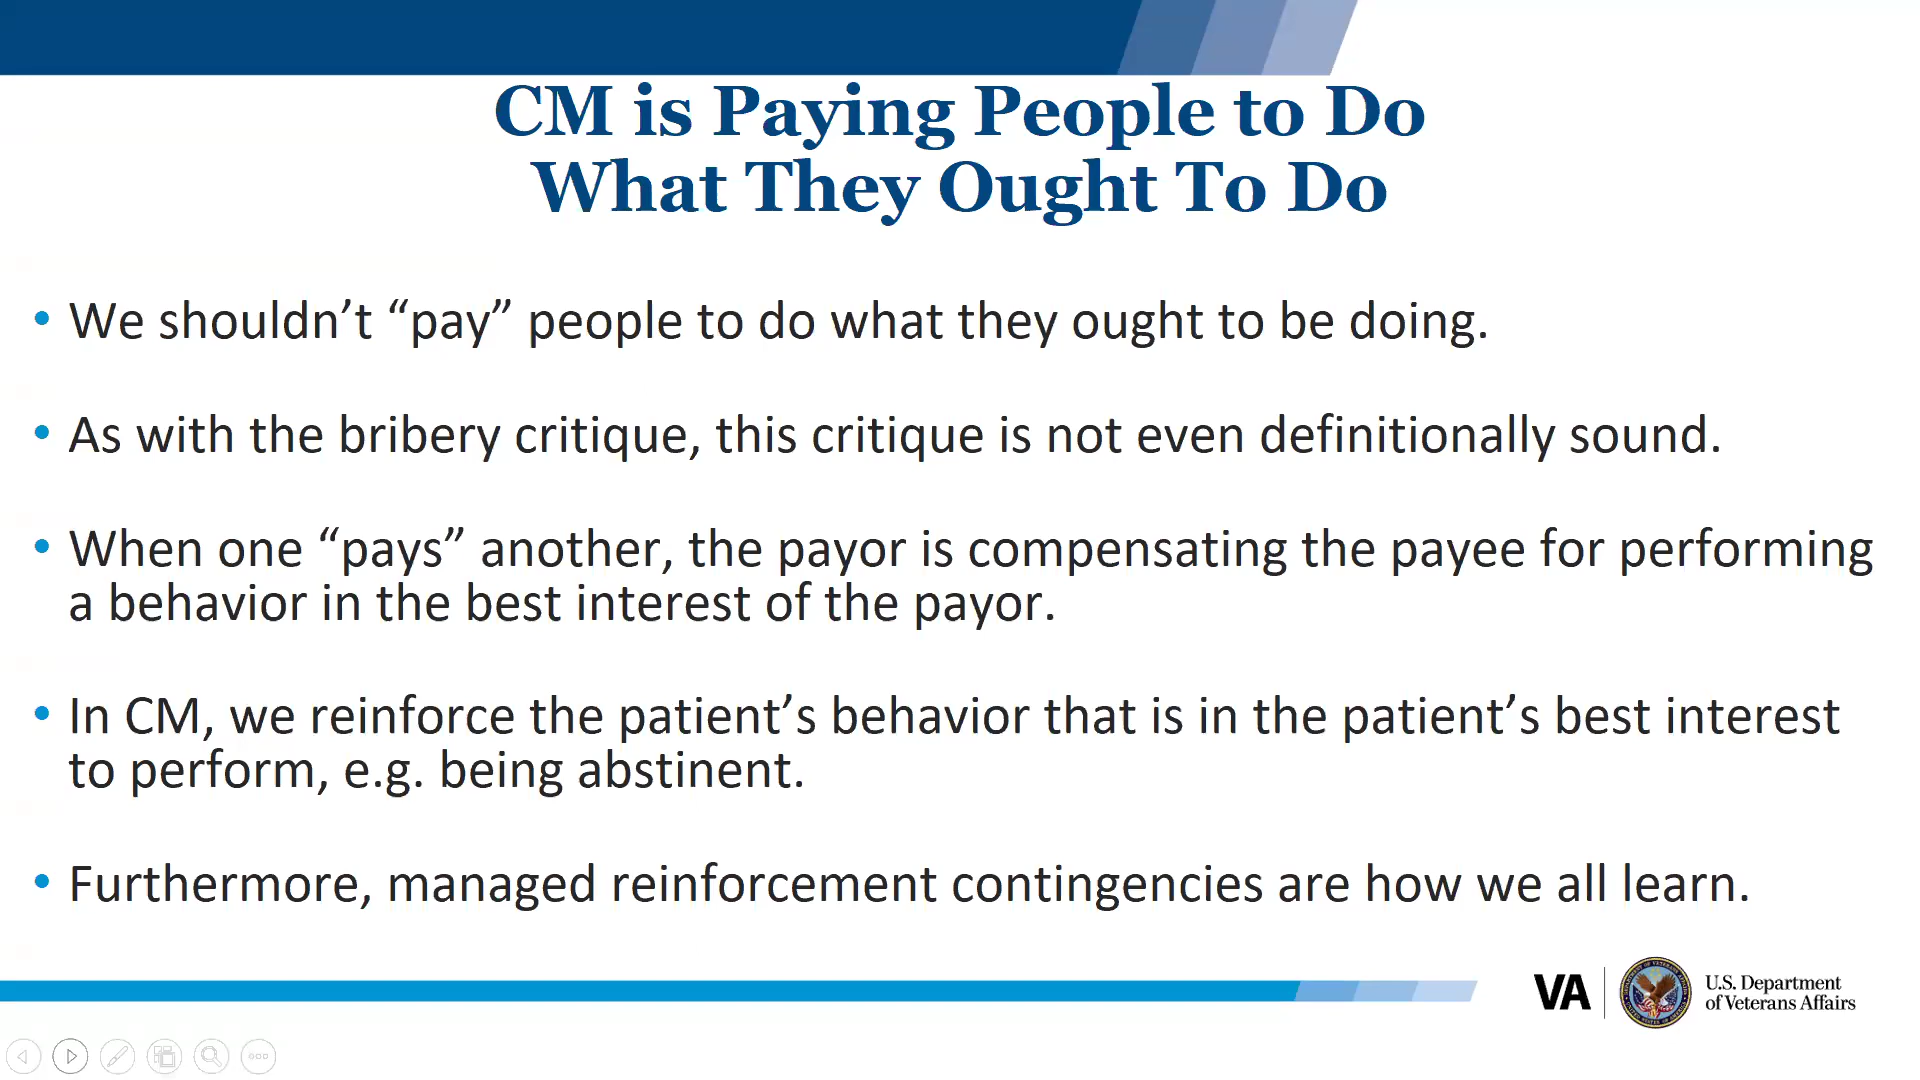 CM is Paying People to Do
What They Ought To Do
• We shouldn’t “pay” people to do what they ought to be doing.
• As with the bribery critique, this critique is not even definitionally sound.
• When one “pays” another, the payor is compensating the payee for performing
a behavior in the best interest of the payor.
• In CM, we reinforce the patient’s behavior that is in the patient’s best interest
to perform, e.g. being abstinent.
• Furthermore, managed reinforcement contingencies are how we all learn.
VA
U.S. Department
of Veterans Affairs